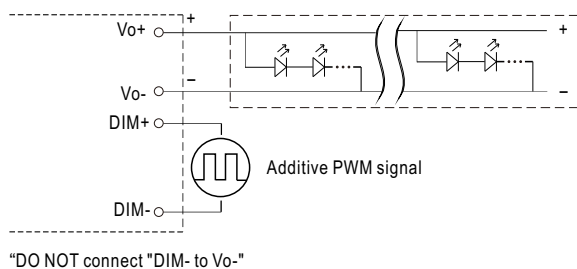 Vo+
+
+
Vo-
−
−
DIM+
Additive PWM signal
DIM-
“DO NOT connect "DIM- to Vo-"